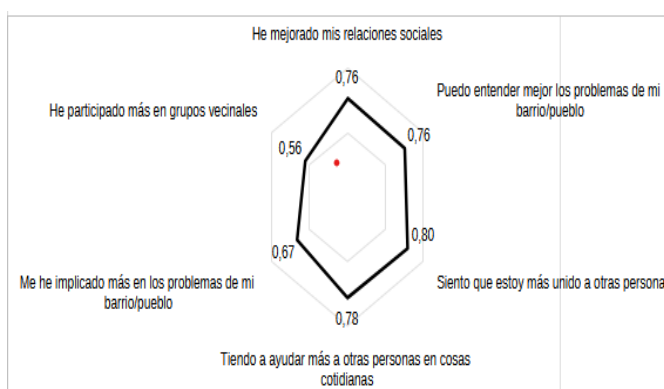 He mejorado mis relaciones sociales
0,76
Puedo entender mejor los problemas de mi
barrio/pueblo
He participado más en grupos vecinales
0,76
0,56
0,80
0,67
Me he implicado más en los problemas de mi
barrio/pueblo
Siento que estoy más unido a otras persona
0,78
Tiendo a ayudar más a otras personas en cosas
cotidianas